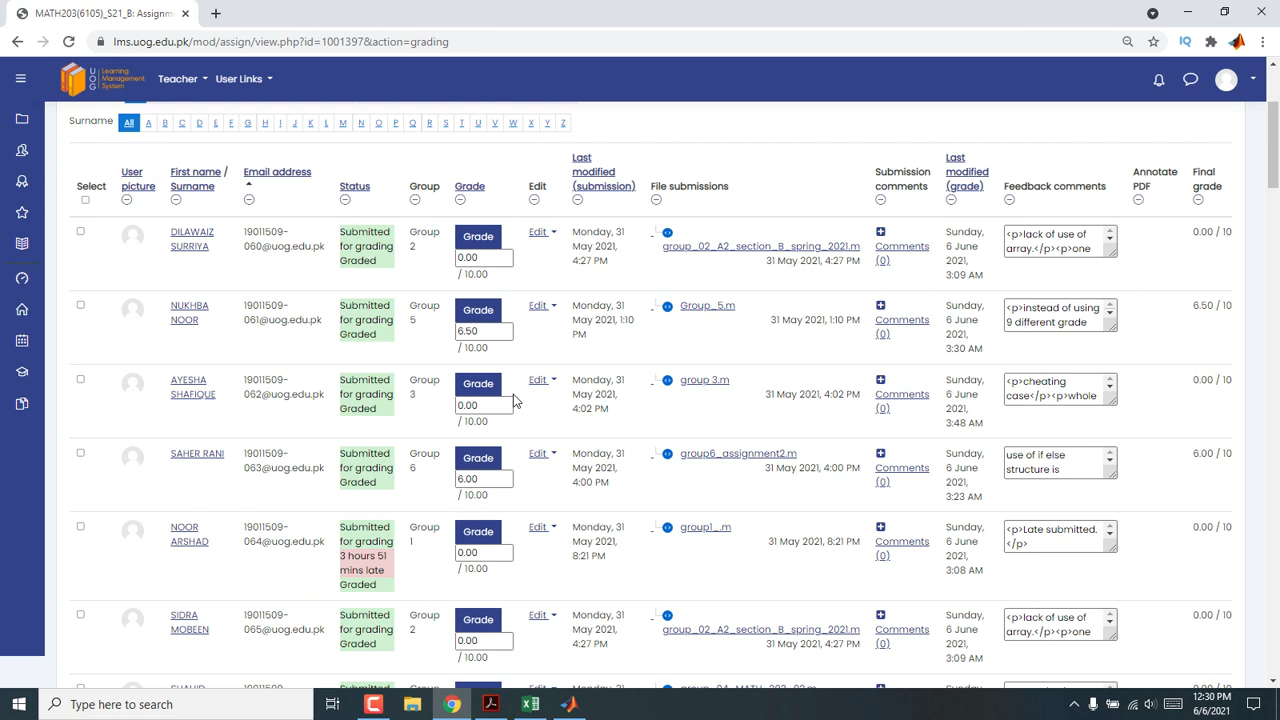 MATH203(6105)_S21_B: Assignm
lms.uog.edu.pk/mod/assign/view.php?id=1001397&action=grading
UOG Learning Management System
Teacher User Links
Surname All A B C D E F G H I J K L M N O P Q R S T U V W X Y Z
Select User picture First name / Surname Email address Status Group Grade Edit Last modified (submission) File submissions Submission comments Last modified (grade) Feedback comments Annotate PDF Final grade
DILAWAIZ Submitted Group Grade Edit Monday, 31 Sunday, <p>lack of use of 0.00 / 10
SURRIYA 19011509-060@uog.edu.pk for grading 2 May 2021, group_02_A2_section_B_spring_2021.m Comments 6 June array.</p><p>one
Graded 0.00 4:27 PM 31 May 2021, 4:27 PM (0) 2021,
/ 10.00 3:09 AM
NUKHBA 19011509- Submitted Group Grade Edit Monday, 31 Group_5.m Sunday, <p>instead of using 6.50 / 10
NOOR 061@uog.edu.pk for grading 5 May 2021, 1:10 31 May 2021, 1:10 PM Comments 6 June 9 different grade
Graded 6.50 PM (0) 2021,
/ 10.00 3:30 AM
AYESHA 19011509- Submitted Group Grade Edit Monday, 31 group 3.m Sunday, <p>cheating 0.00 / 10
SHAFIQUE 062@uog.edu.pk for grading 3 May 2021, 31 May 2021, 4:02 PM Comments 6 June case</p><p>whole
Graded 0.00 4:02 PM (0) 2021,
/ 10.00 3:48 AM
SAHER RANI 19011509- Submitted Group Grade Edit Monday, 31 group6_assignment2.m Sunday, use of if else 6.00 / 10
063@uog.edu.pk for grading 6 May 2021, 31 May 2021, 4:00 PM Comments 6 June structure is
Graded 6.00 4:00 PM (0) 2021,
/ 10.00 3:23 AM
NOOR 19011509- Submitted Group Grade Edit Monday, 31 group1_.m Sunday, <p>Late submitted. 0.00 / 10
ARSHAD 064@uog.edu.pk for grading 1 May 2021, 31 May 2021, 8:21 PM Comments 6 June </p>
3 hours 51 0.00 8:21 PM (0) 2021,
mins late / 10.00 3:08 AM
Graded
SIDRA 19011509- Submitted Group Grade Edit Monday, 31 Sunday, <p>lack of use of 0.00 / 10
MOBEEN 065@uog.edu.pk for grading 2 May 2021, group_02_A2_section_B_spring_2021.m Comments 6 June array.</p><p>one
Graded 0.00 4:27 PM 31 May 2021, 4:27 PM (0) 2021,
/ 10.00 3:09 AM
Type here to search
12:30 PM
6/6/2021